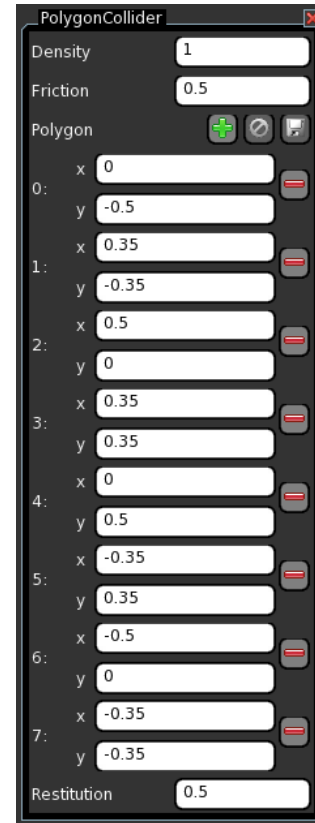 PolygonCollider
Density 1
Friction 0.5
Polygon
x 0
0:
y -0.5
x 0.35
1:
y -0.35
x 0.5
2:
y 0
x 0.35
3:
y 0.35
x 0
4:
y 0.5
x -0.35
5:
y 0.35
x -0.5
6:
y 0
x -0.35
7:
y -0.35
Restitution 0.5